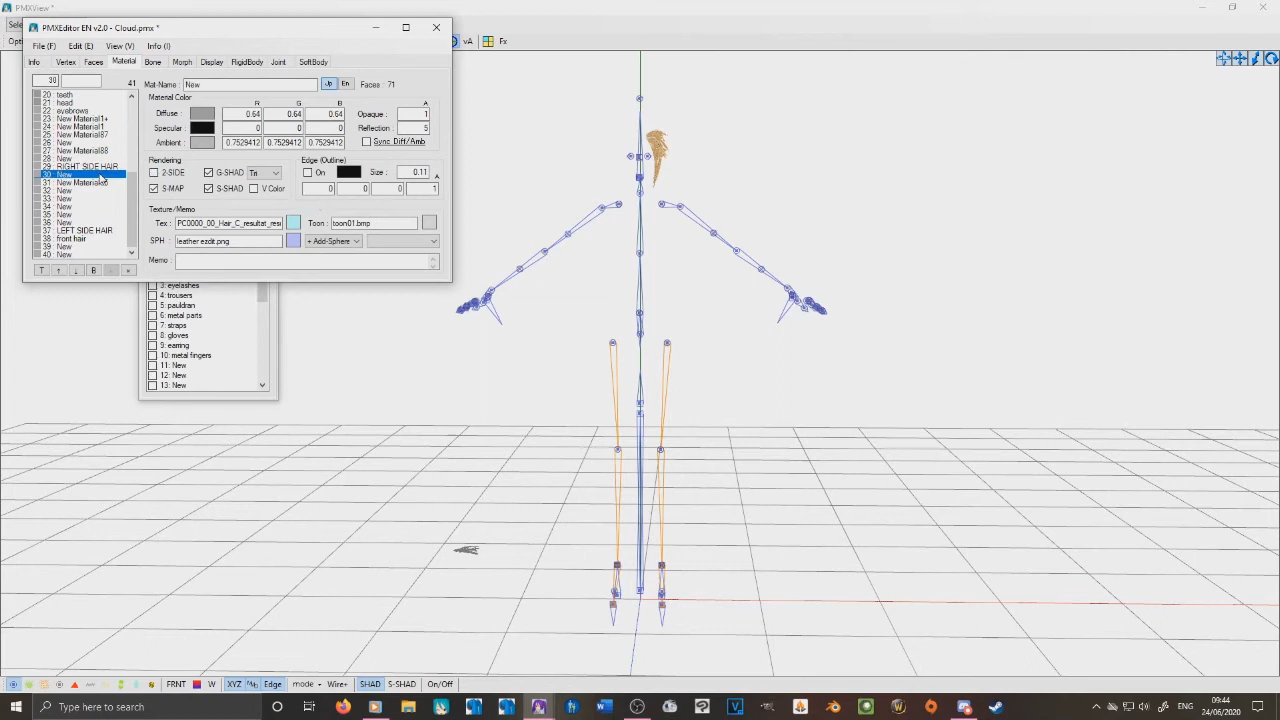 PMXView *
PMXEditor EN v2.0 - Cloud.pmx *
File (F) Edit (E) View (V) Info (I)
Info Vertex Faces Material Bone Morph Display RigidBody Joint SoftBody
vA Fx
30 41 Mat-Name : New Jp En Faces : 71
20 : teeth
21 : head
22 : eyebrows
23 : New Material1+
24 : New Material1_
25 : New Material87
26 : New
27 : New Material88
28 : New
29 : RIGHT SIDE HAIR
30 : New
32 : New
33 : New
34 : New
35 : New
36 : New
37 : LEFT SIDE HAIR
38 : front hair
39 : New
40 : New
T ↑ ↓ B
Material Color
R G B A
Diffuse : 0.64 0.64 0.64 Opaque : 1
Specular : 0 0 0 Reflection : 5
Ambient : 0.7529412 0.7529412 0.7529412 Sync Diff/Amb
Rendering
2-SIDE G-SHAD Tri
S-MAP S-SHAD V Color
Edge (Outline)
On Size : 0.11 A
0 0 0 1
Texture/Memo
Tex : PC0000_00_Hair_C_resultat_res Toon : toon01.bmp
SPH : leather ezdit.png + Add-Sphere
Memo :
3: eyelashes
4: trousers
5: pauldran
6: metal parts
7: straps
8: gloves
9: earring
10: metal fingers
11: New
12: New
13: New
FRNT W XYZ Edge mode Wire+ SHAD S-SHAD On/Off
Type here to search
ENG
09:44
24/06/2020